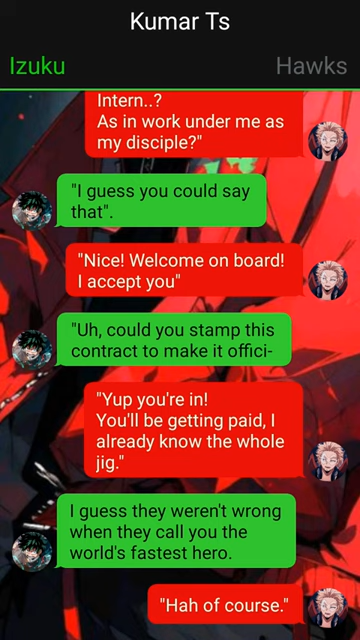 Kumar Ts
Izuku Hawks
Intern..?
As in work under me as
my disciple?"
"I guess you could say
that".
"Nice! Welcome on board!
I accept you"
"Uh, could you stamp this
contract to make it offici-
"Yup you're in!
You'll be getting paid, I
already know the whole
jig."
I guess they weren't wrong
when they call you the
world's fastest hero.
"Hah of course."